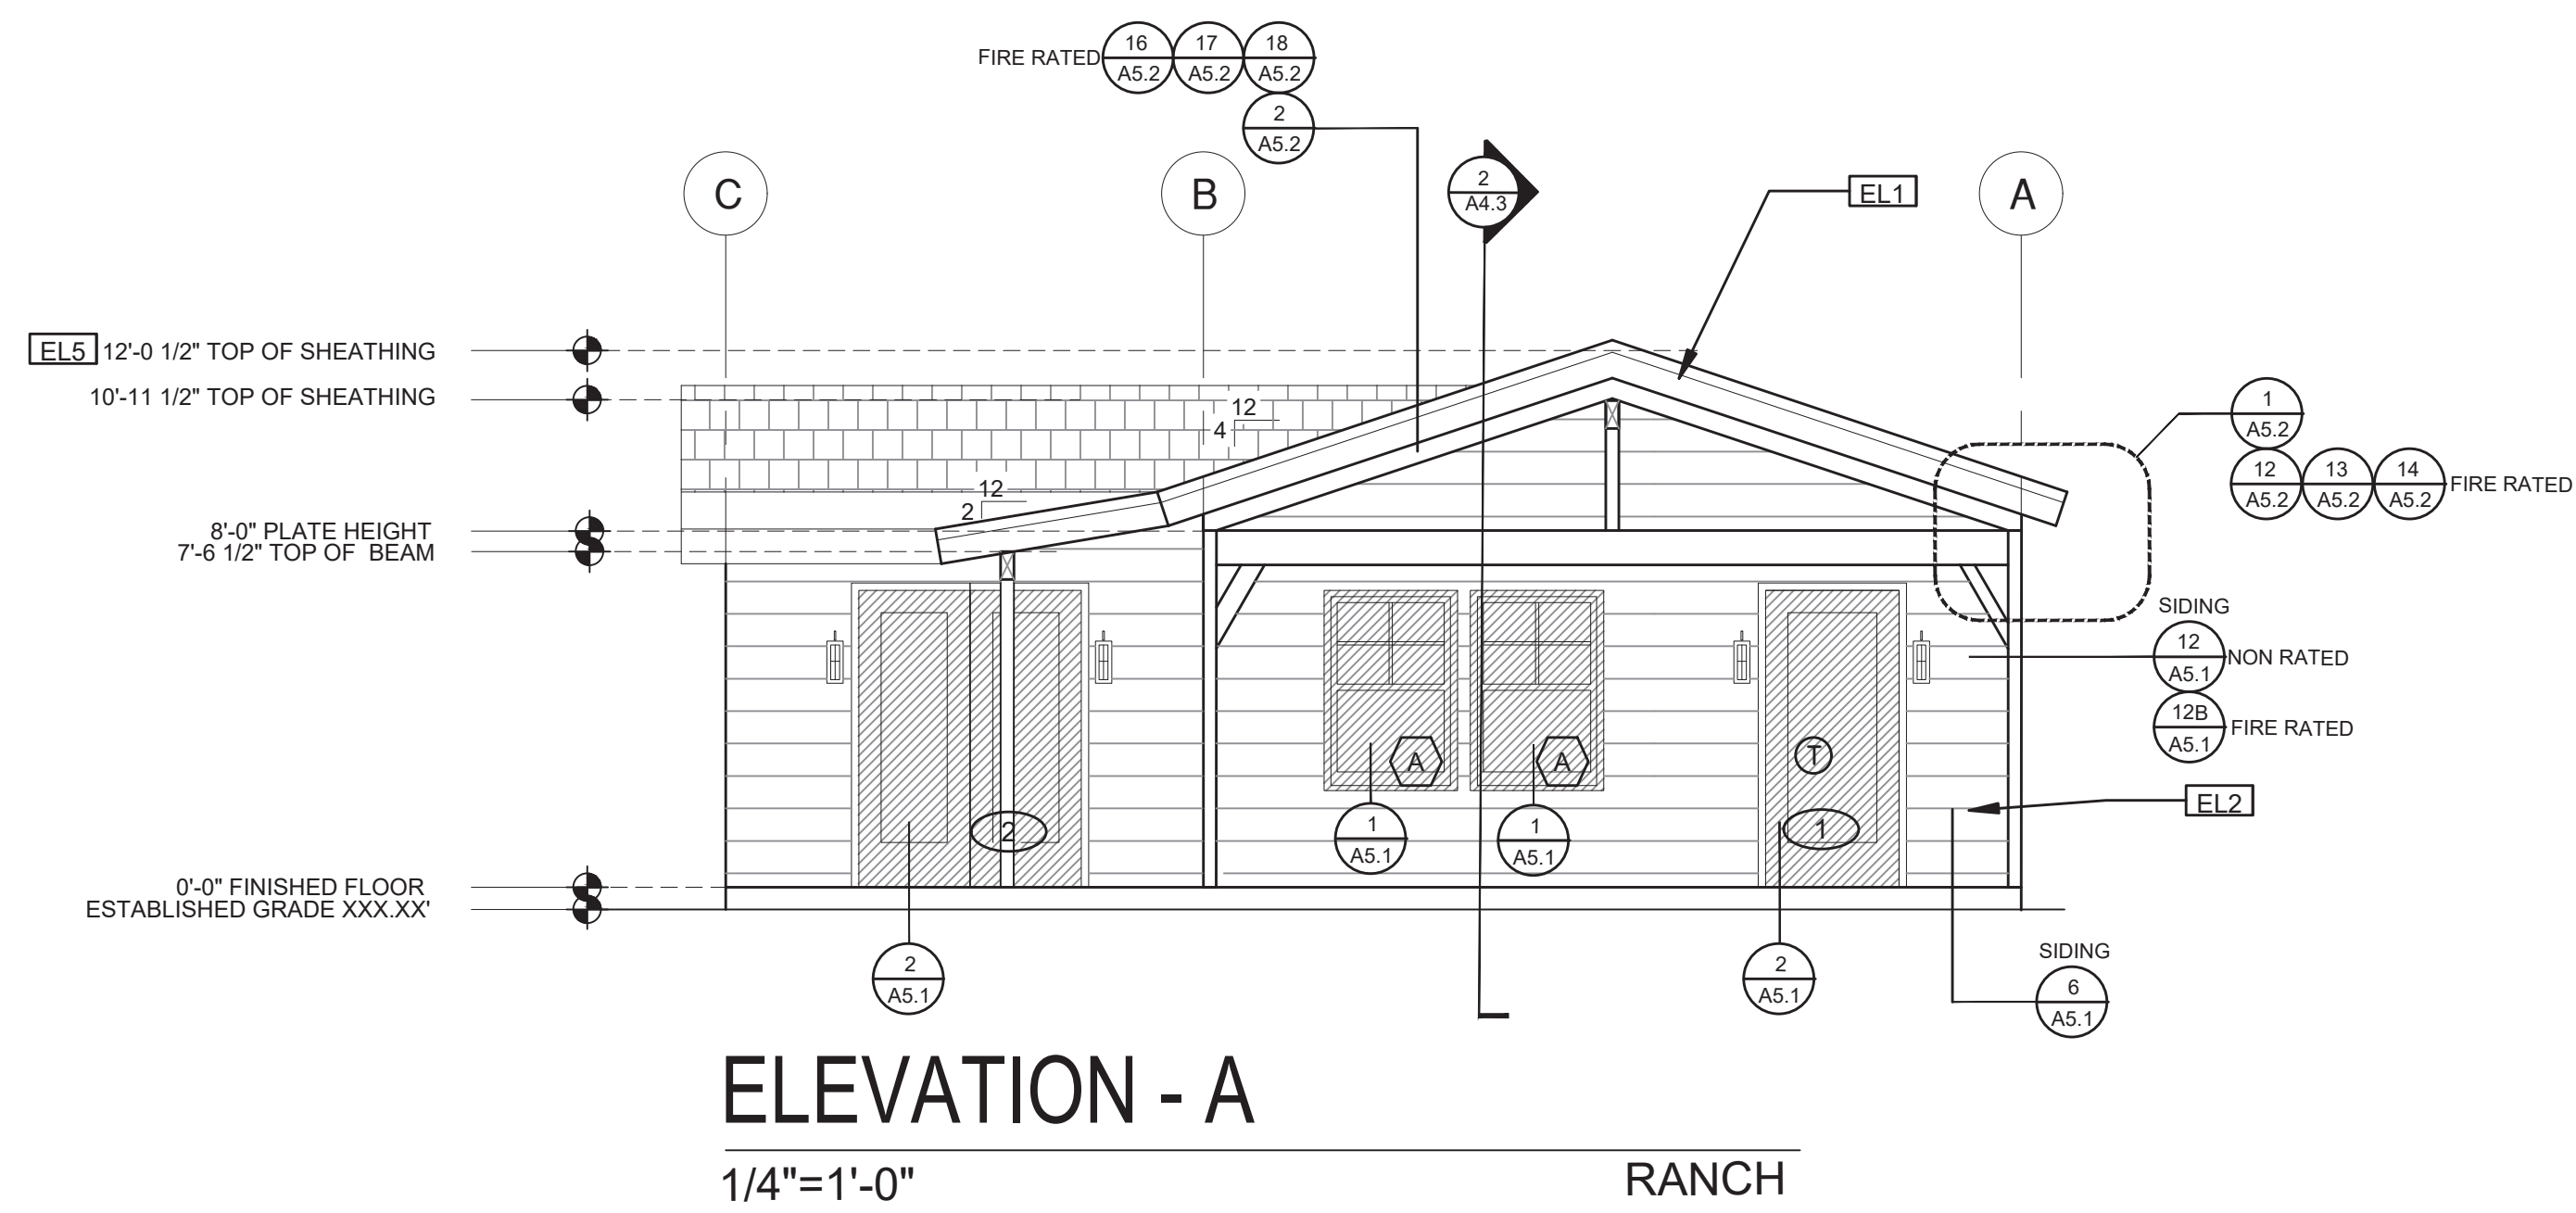 FIRE RATED 16 17 18
A5.2 A5.2 A5.2
2
A5.2
C B 2 A
A4.3
EL1
EL5 12'-0 1/2" TOP OF SHEATHING
10'-11 1/2" TOP OF SHEATHING
12
4
1
A5.2
12 13 14 FIRE RATED
A5.2 A5.2 A5.2
12
2
8'-0" PLATE HEIGHT
7'-6 1/2" TOP OF BEAM
SIDING
12
A5.1 NON RATED
12B
A5.1 FIRE RATED
A A T
EL2
2 1 1 1
A5.1 A5.1
0'-0" FINISHED FLOOR
ESTABLISHED GRADE XXX.XX'
2 2
A5.1 A5.1
SIDING
6
A5.1
ELEVATION - A
1/4"=1'-0" RANCH